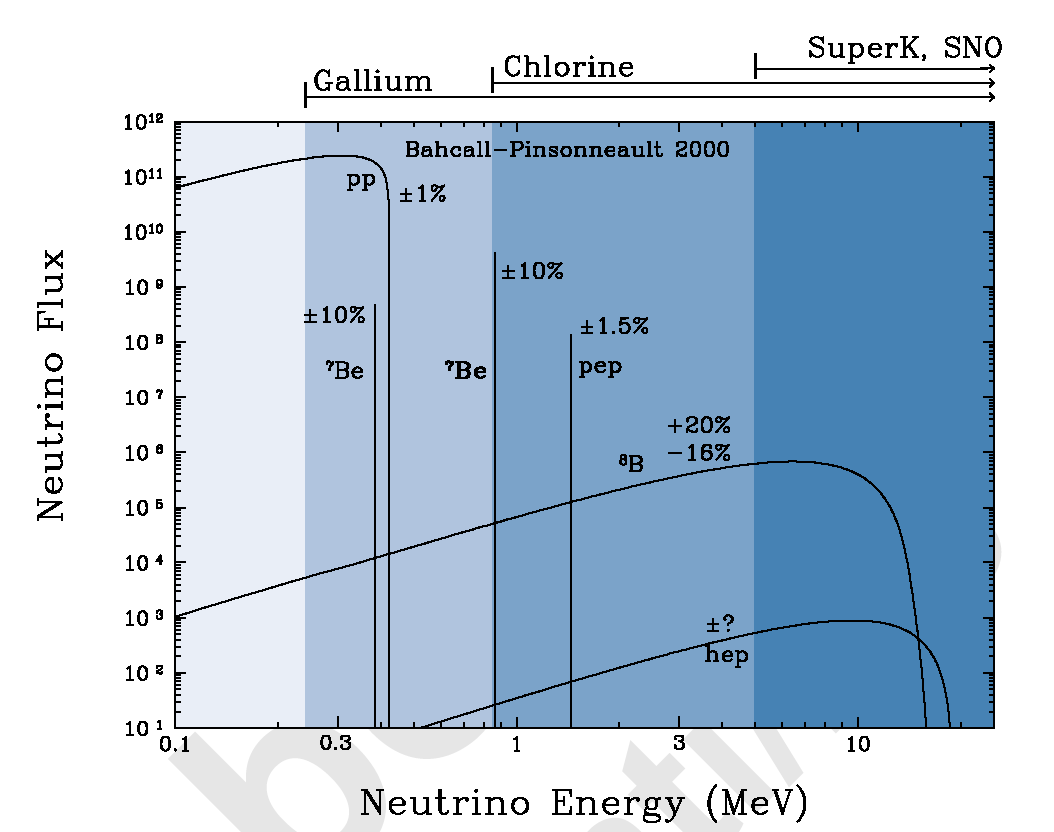 SuperK, SNO
Chlorine
Gallium
Bahcall-Pinsonneault 2000
10¹²
10¹¹
10¹⁰
10⁹
10⁸
10⁷
10⁶
10⁵
10⁴
10³
10²
10¹
Neutrino Flux
pp
±1%
±10%
±10%
±1.5%
⁷Be
⁷Be
pep
+20%
-16%
⁸B
±?
hep
0.1
0.3
1
3
10
Neutrino Energy (MeV)